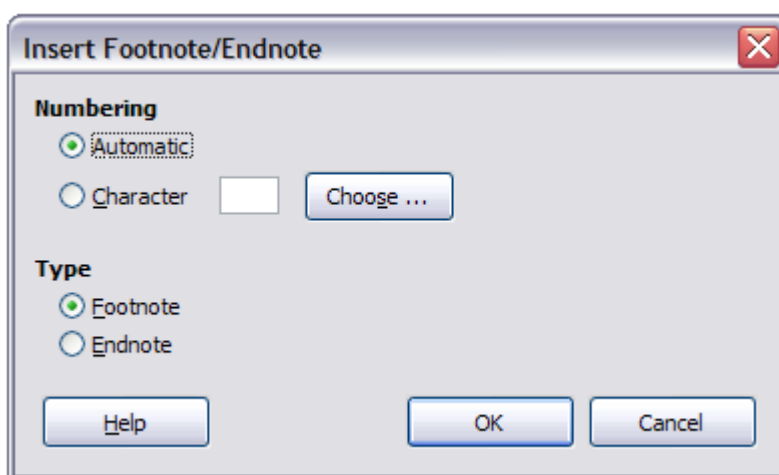 Insert Footnote/Endnote
Numbering
Automatic
Character Choose ...
Type
Footnote
Endnote
Help OK Cancel